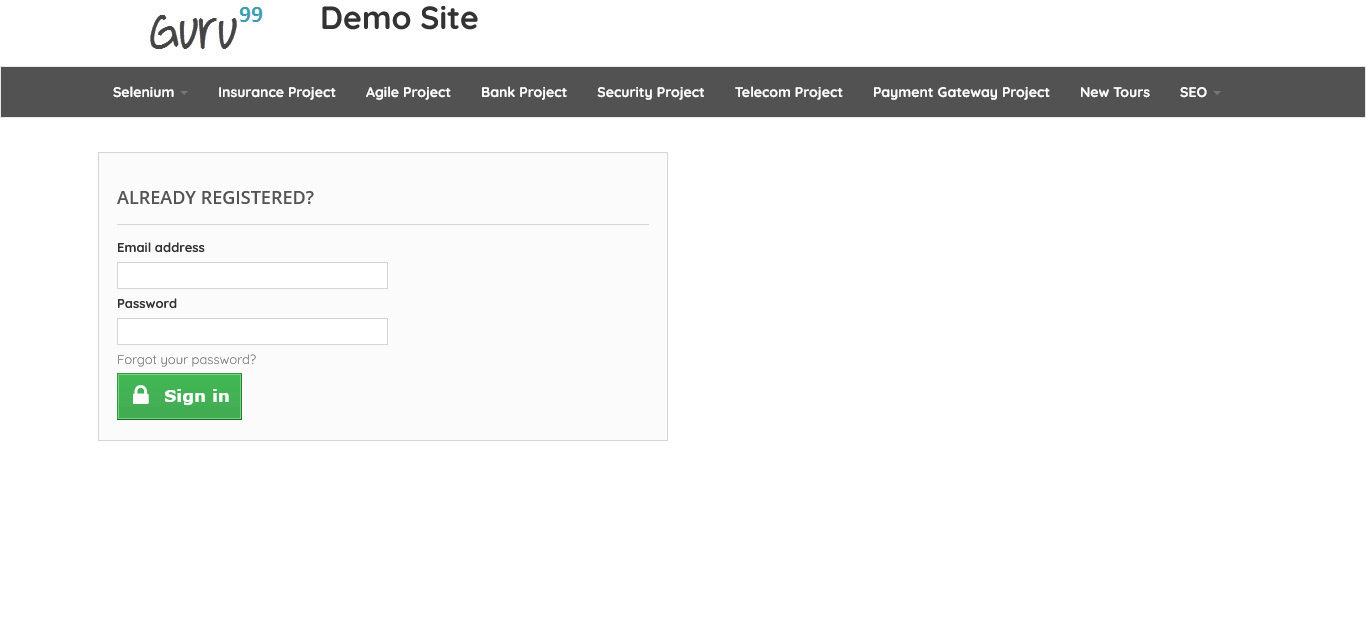 Guru99
Demo Site
Selenium Insurance Project Agile Project Bank Project Security Project Telecom Project Payment Gateway Project New Tours SEO
ALREADY REGISTERED?
Email address
Password
Forgot your password?
Sign in